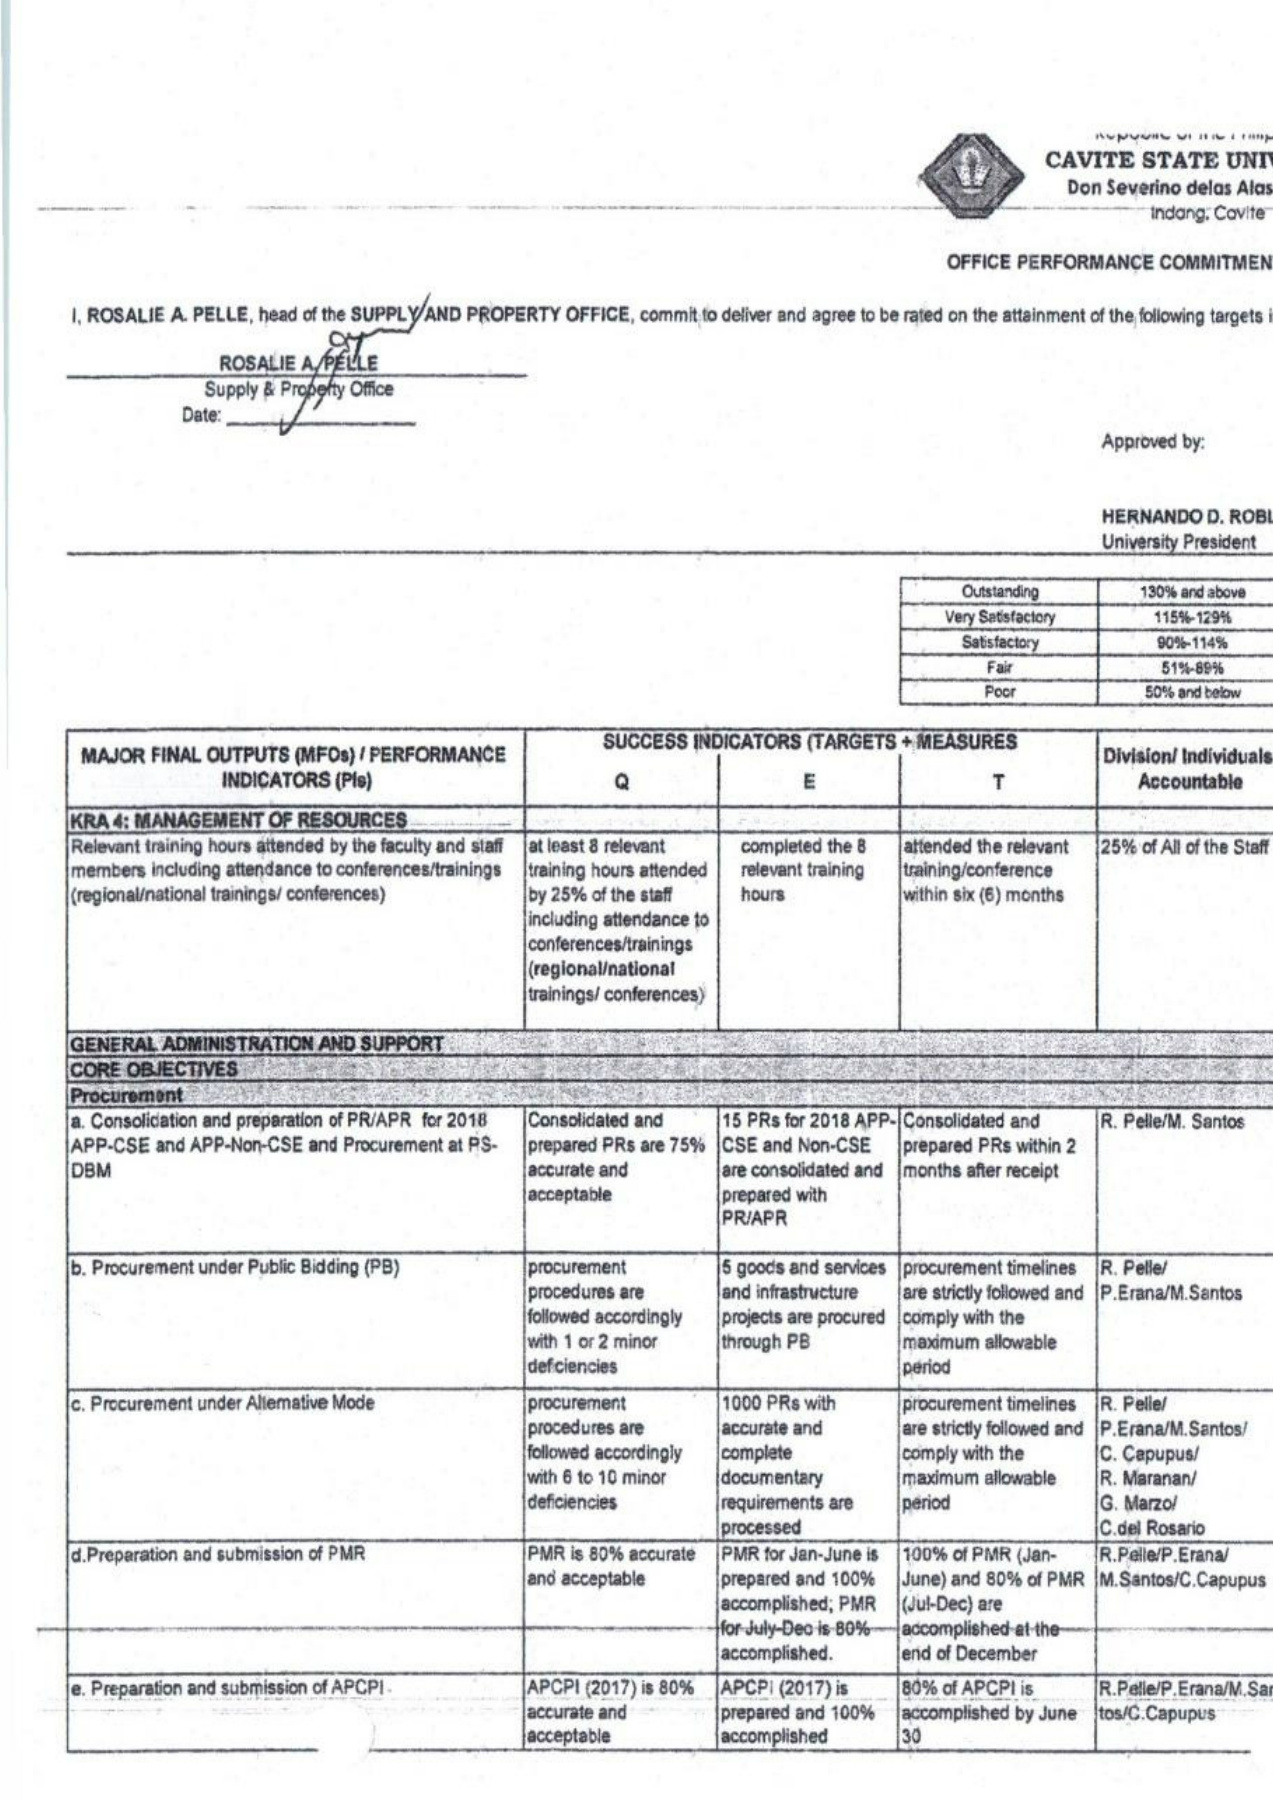 Republic of the Philip
CAVITE STATE UNIV
Don Severino delas Alas
Indang, Cavite
OFFICE PERFORMANCE COMMITMEN
I, ROSALIE A. PELLE, head of the SUPPLY AND PROPERTY OFFICE, commit to deliver and agree to be rated on the attainment of the following targets i
ROSALIE A. PELLE
Supply & Property Office
Date:
Approved by:
HERNANDO D. ROBL
University President
Outstanding 130% and above
Very Satisfactory 115%-129%
Satisfactory 90%-114%
Fair 51%-89%
Poor 50% and below
MAJOR FINAL OUTPUTS (MFOs) / PERFORMANCE
INDICATORS (PIs)
SUCCESS INDICATORS (TARGETS + MEASURES
Q E T
Division/ Individuals
Accountable
KRA 4: MANAGEMENT OF RESOURCES
Relevant training hours attended by the faculty and staff
members including attendance to conferences/trainings
(regional/national trainings/ conferences)
at least 8 relevant
training hours attended
by 25% of the staff
including attendance to
conferences/trainings
(regional/national
trainings/ conferences)
completed the 8
relevant training
hours
attended the relevant
training/conference
within six (6) months
25% of All of the Staff
GENERAL ADMINISTRATION AND SUPPORT
CORE OBJECTIVES
Procurement
a. Consolidation and preparation of PR/APR for 2018
APP-CSE and APP-Non-CSE and Procurement at PS-
DBM
Consolidated and
prepared PRs are 75%
accurate and
acceptable
15 PRs for 2018 APP-
CSE and Non-CSE
are consolidated and
prepared with
PR/APR
Consolidated and
prepared PRs within 2
months after receipt
R. Pelle/M. Santos
b. Procurement under Public Bidding (PB)
procurement
procedures are
followed accordingly
with 1 or 2 minor
defciencies
5 goods and services
and infrastructure
projects are procured
through PB
procurement timelines
are strictly followed and
comply with the
maximum allowable
period
R. Pelle/
P.Erana/M.Santos
c. Procurement under Alternative Mode
procurement
procedures are
followed accordingly
with 6 to 10 minor
deficiencies
1000 PRs with
accurate and
complete
documentary
requirements are
processed
procurement timelines
are strictly followed and
comply with the
maximum allowable
period
R. Pelle/
P.Erana/M.Santos/
C. Capupus/
R. Maranan/
G. Marzo/
C.del Rosario
d.Preparation and submission of PMR
PMR is 80% accurate
and acceptable
PMR for Jan-June is
prepared and 100%
accomplished; PMR
for July-Dec is 80%
accomplished.
100% of PMR (Jan-
June) and 80% of PMR
(Jul-Dec) are
accomplished at the
end of December
R.Pelle/P.Erana/
M.Santos/C.Capupus
e. Preparation and submission of APCPI
APCPI (2017) is 80%
accurate and
acceptable
APCPI (2017) is
prepared and 100%
accomplished
80% of APCPI is
accomplished by June
30
R.Pelle/P.Erana/M.San
tos/C.Capupus